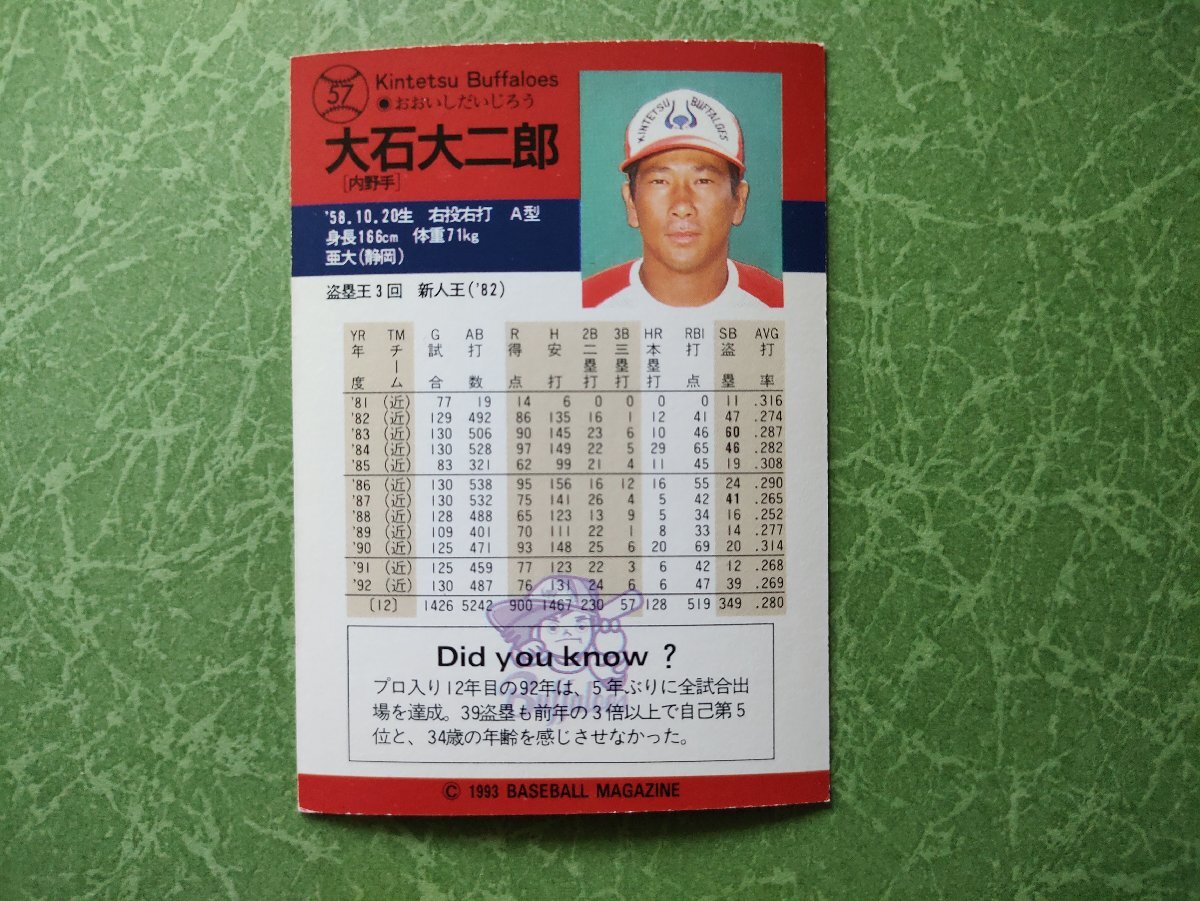 57
Kintetsu Buffaloes
●おおいしだいじろう
大石大二郎
[内野手]
KINTETSU BUFFALOES
'58.10.20生 右投右打 A型
身長166cm 体重71kg
亜大(静岡)
盗塁王3回 新人王('82)
YR TM G AB R H 2B 3B HR RBI SB AVG
年度 チーム 試合 打数 得点 安打 二塁打 三塁打 本塁打 打点 盗塁 打率
'81 (近) 77 19 14 6 0 0 0 0 11 .316
'82 (近) 129 492 86 135 16 1 12 41 47 .274
'83 (近) 130 506 90 145 23 6 10 46 60 .287
'84 (近) 130 528 97 149 22 5 29 65 46 .282
'85 (近) 83 321 62 99 21 4 11 45 19 .308
'86 (近) 130 538 95 156 16 12 16 55 24 .290
'87 (近) 130 532 75 141 26 4 5 42 41 .265
'88 (近) 128 488 65 123 13 9 5 34 16 .252
'89 (近) 109 401 70 111 22 1 8 33 14 .277
'90 (近) 125 471 93 148 25 6 20 69 20 .314
'91 (近) 125 459 77 123 22 3 6 42 12 .268
'92 (近) 130 487 76 131 24 6 6 47 39 .269
[12] 1426 5242 900 1467 230 57 128 519 349 .280
Did you know ?
プロ入り12年目の92年は、5年ぶりに全試合出
場を達成。39盗塁も前年の3倍以上で自己第5
位と、34歳の年齢を感じさせなかった。
Buffaloes
© 1993 BASEBALL MAGAZINE